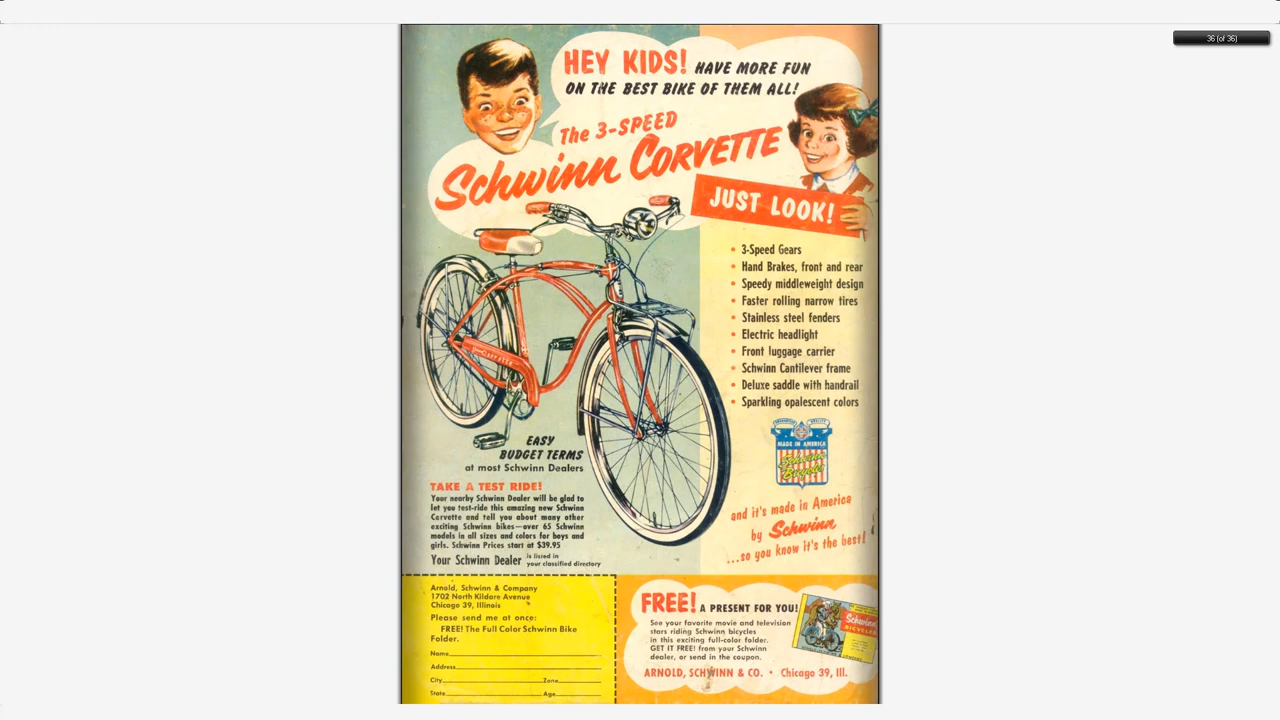 36 (of 36)
HEY KIDS! HAVE MORE FUN
ON THE BEST BIKE OF THEM ALL!
The 3-SPEED
Schwinn CORVETTE
JUST LOOK!
• 3-Speed Gears
• Hand Brakes, front and rear
• Speedy middleweight design
• Faster rolling narrow tires
• Stainless steel fenders
• Electric headlight
• Front luggage carrier
• Schwinn Cantilever frame
• Deluxe saddle with handrail
• Sparkling opalescent colors
CORVETTE
MADE IN AMERICA
Schwinn
Bicycles
and it's made in America
by Schwinn
...so you know it's the best!
EASY
BUDGET TERMS
at most Schwinn Dealers
TAKE A TEST RIDE!
Your nearby Schwinn Dealer will be glad to
let you test-ride this amazing new Schwinn
Corvette and tell you about many other
exciting Schwinn bikes—over 65 Schwinn
models in all sizes and colors for boys and
girls. Schwinn Prices start at $39.95
Your Schwinn Dealer is listed in
your classified directory
Arnold, Schwinn & Company
1702 North Kildare Avenue
Chicago 39, Illinois
Please send me at once:
FREE! The Full Color Schwinn Bike
Folder.
Name
Address
City Zone
State Age
FREE! A PRESENT FOR YOU!
See your favorite movie and television
stars riding Schwinn bicycles
in this exciting full-color folder.
GET IT FREE! from your Schwinn
dealer, or send in the coupon.
Schwinn
BICYCLES
ARNOLD, SCHWINN & CO. • Chicago 39, Ill.